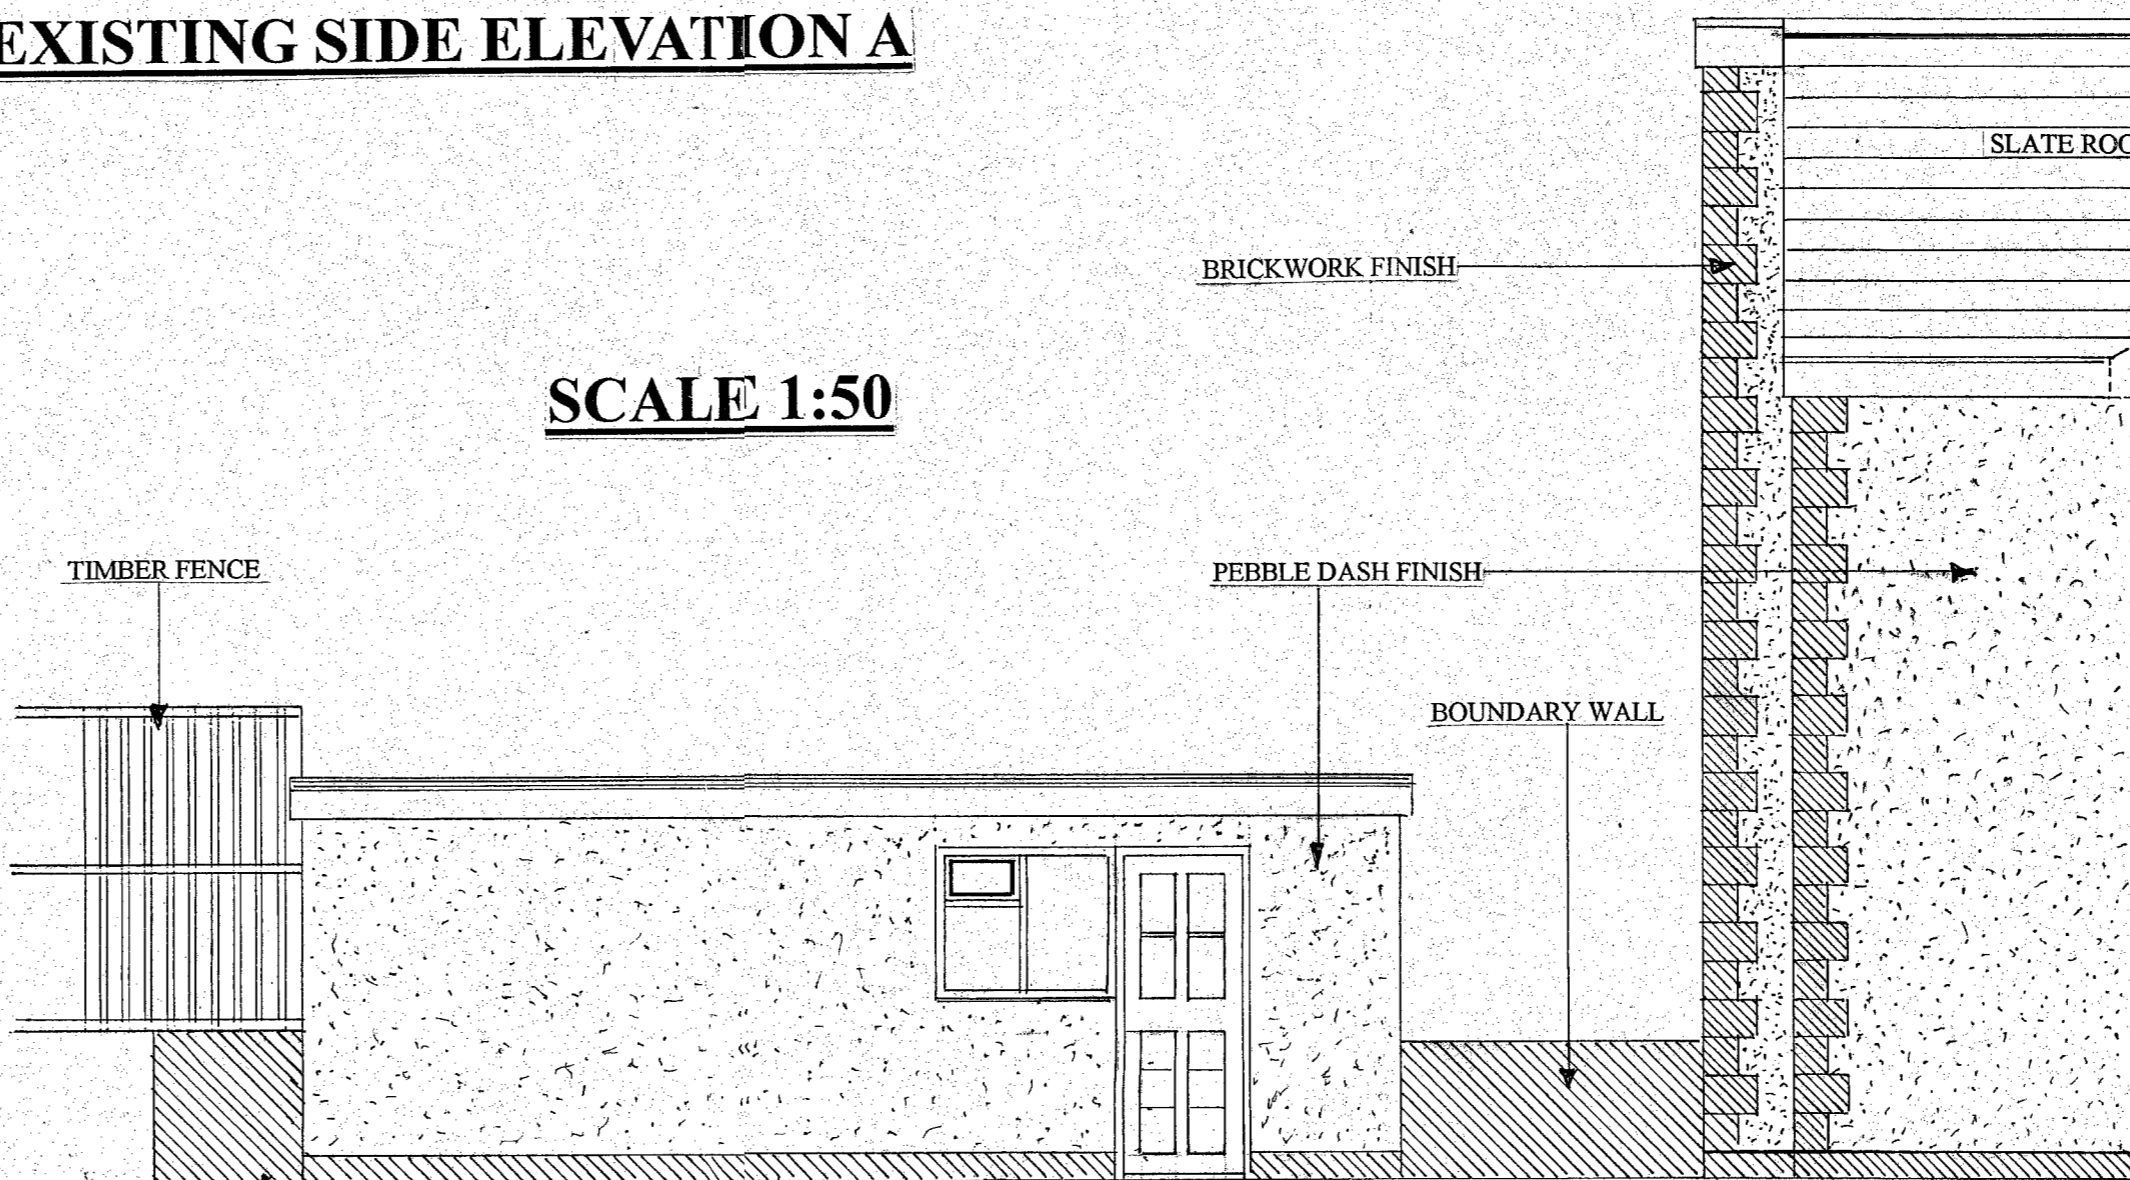 EXISTING SIDE ELEVATION A
SLATE ROO
BRICKWORK FINISH
SCALE 1:50
TIMBER FENCE
PEBBLE DASH FINISH
BOUNDARY WALL